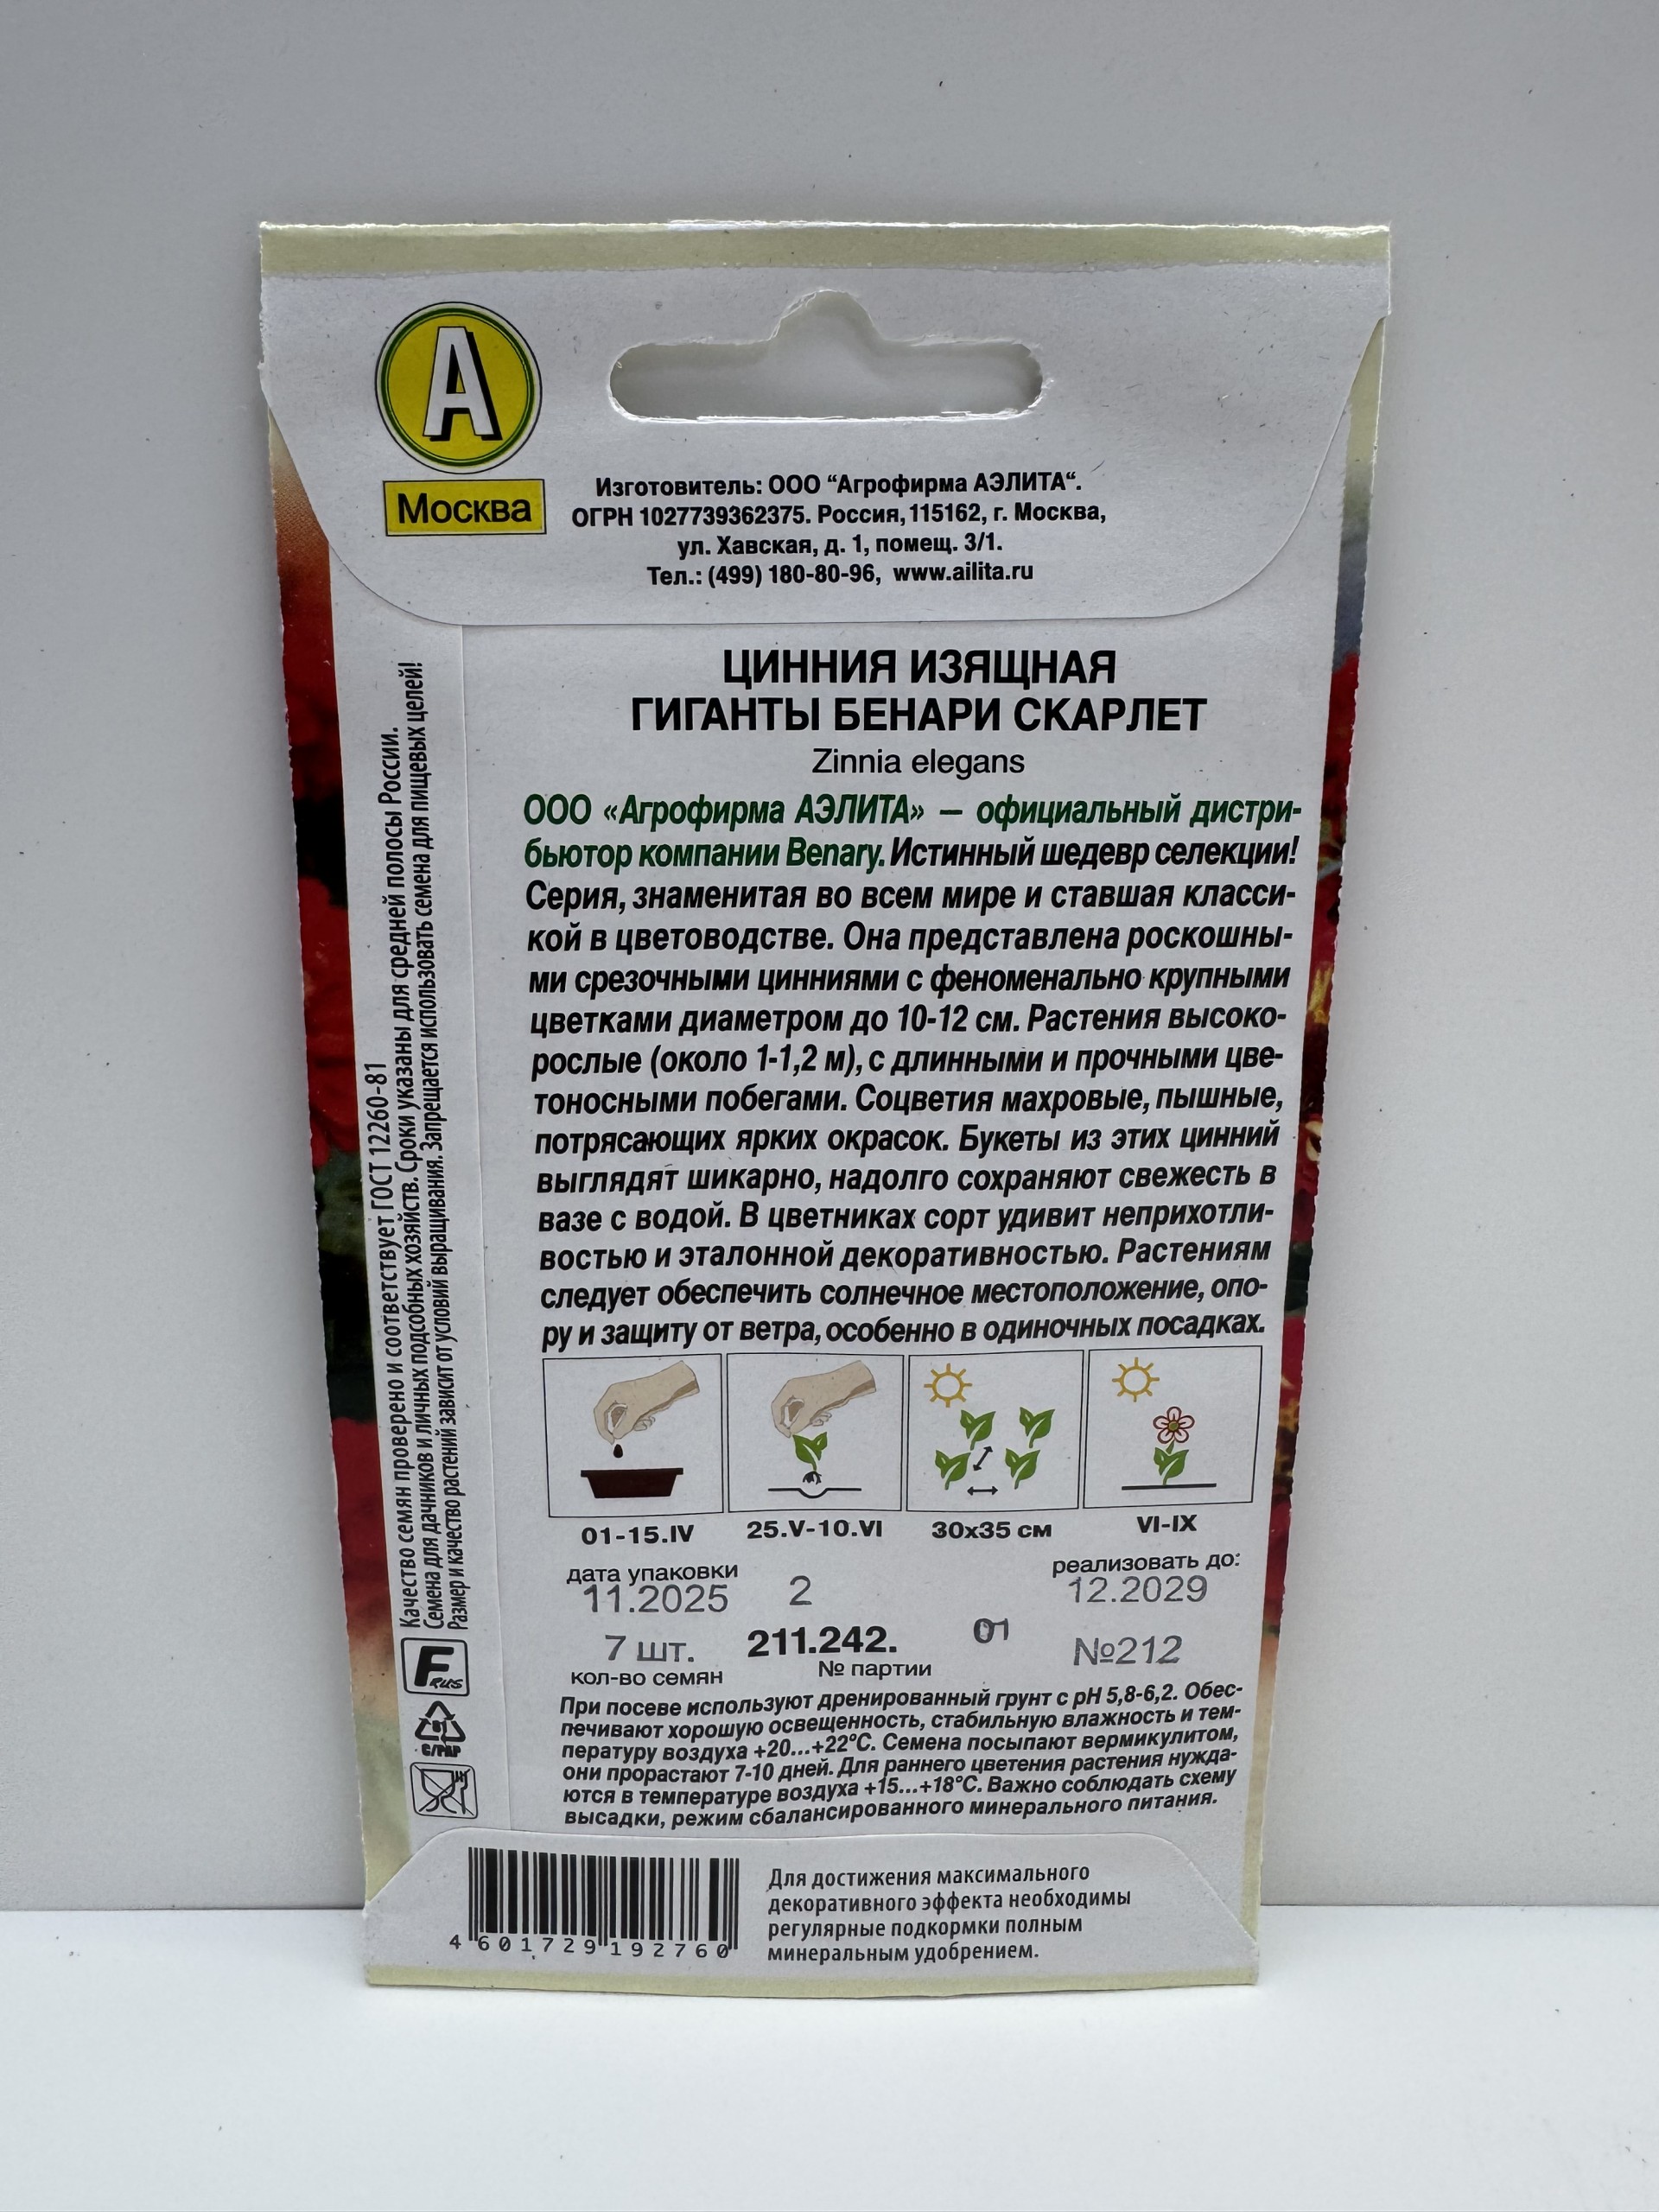 А
Москва
Изготовитель: ООО “Агрофирма АЭЛИТА“.
ОГРН 1027739362375. Россия, 115162, г. Москва,
ул. Хавская, д. 1, помещ. 3/1.
Тел.: (499) 180-80-96, www.ailita.ru
ЦИННИЯ ИЗЯЩНАЯ
ГИГАНТЫ БЕНАРИ СКАРЛЕТ
Zinnia elegans
ООО «Агрофирма АЭЛИТА» — официальный дистри-
бьютор компании Benary. Истинный шедевр селекции!
Серия, знаменитая во всем мире и ставшая класси-
кой в цветоводстве. Она представлена роскошны-
ми срезочными цинниями с феноменально крупными
цветками диаметром до 10-12 см. Растения высоко-
рослые (около 1-1,2 м), с длинными и прочными цве-
тоносными побегами. Соцветия махровые, пышные,
потрясающих ярких окрасок. Букеты из этих цинний
выглядят шикарно, надолго сохраняют свежесть в
вазе с водой. В цветниках сорт удивит неприхотли-
востью и эталонной декоративностью. Растениям
следует обеспечить солнечное местоположение, опо-
ру и защиту от ветра, особенно в одиночных посадках.
01-15.IV
25.V-10.VI
30x35 см
VI-IX
дата упаковки
11.2025
2
реализовать до:
12.2029
7 шт.
кол-во семян
211.242.
№ партии
01
№212
При посеве используют дренированный грунт с pH 5,8-6,2. Обес-
печивают хорошую освещенность, стабильную влажность и тем-
пературу воздуха +20...+22°C. Семена посыпают вермикулитом,
они прорастают 7-10 дней. Для раннего цветения растения нужда-
ются в температуре воздуха +15...+18°C. Важно соблюдать схему
высадки, режим сбалансированного минерального питания.
Качество семян проверено и соответствует ГОСТ 12260-81
Семена для дачников и личных подсобных хозяйств. Сроки указаны для средней полосы России.
Размер и качество растений зависит от условий выращивания. Запрещается использовать семена для пищевых целей!
F RUS
81
C/PAP
4 601729 192760
Для достижения максимального
декоративного эффекта необходимы
регулярные подкормки полным
минеральным удобрением.